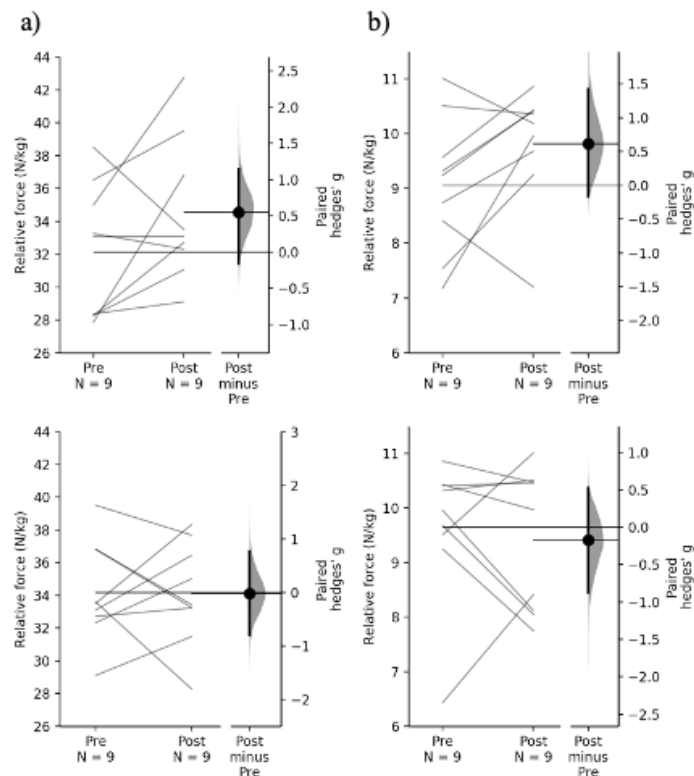 a)
b)
44
42
40
38
36
34
32
30
28
26
Relative force (N/kg)
2.5
2.0
1.5
1.0
0.5
0.0
−0.5
−1.0
Paired
hedges' g
Pre
N = 9
Post
N = 9
Post
minus
Pre
11
10
9
8
7
6
Relative force (N/kg)
1.5
1.0
0.5
0.0
−0.5
−1.0
−1.5
−2.0
Paired
hedges' g
Pre
N = 9
Post
N = 9
Post
minus
Pre
44
42
40
38
36
34
32
30
28
26
Relative force (N/kg)
3
2
1
0
−1
−2
Paired
hedges' g
Pre
N = 9
Post
N = 9
Post
minus
Pre
11
10
9
8
7
6
Relative force (N/kg)
1.0
0.5
0.0
−0.5
−1.0
−1.5
−2.0
−2.5
Paired
hedges' g
Pre
N = 9
Post
N = 9
Post
minus
Pre